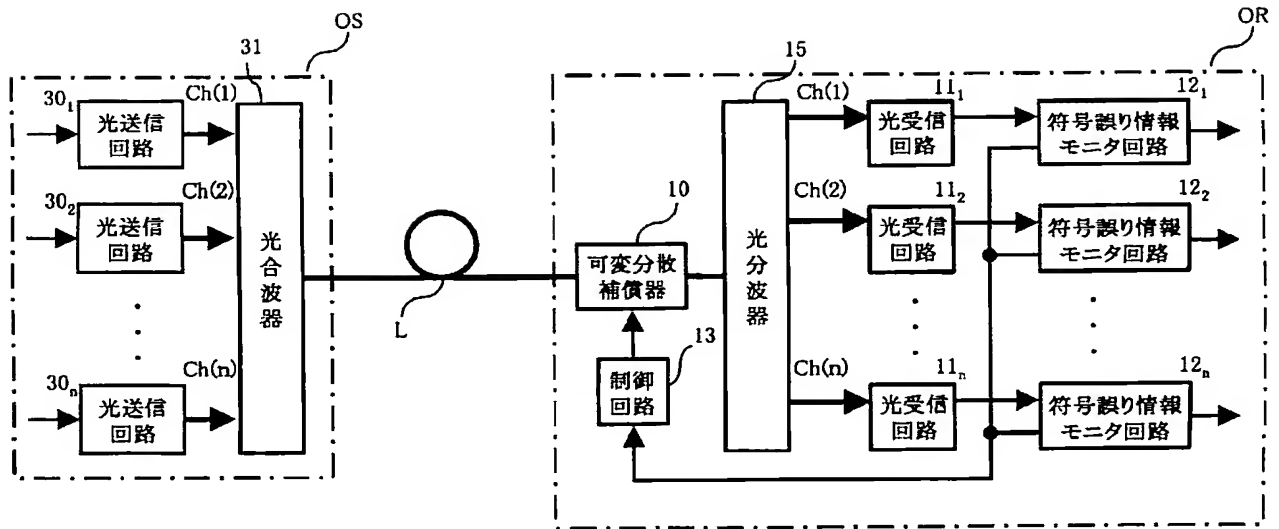 OS
31
30₁
光送信
回路
Ch(1)
30₂
光送信
回路
Ch(2)
30ₙ
光送信
回路
Ch(n)
光合波器
L
OR
10
可変分散
補償器
13
制御
回路
15
光分波器
Ch(1)
11₁
光受信
回路
12₁
符号誤り情報
モニタ回路
Ch(2)
11₂
光受信
回路
12₂
符号誤り情報
モニタ回路
Ch(n)
11ₙ
光受信
回路
12ₙ
符号誤り情報
モニタ回路